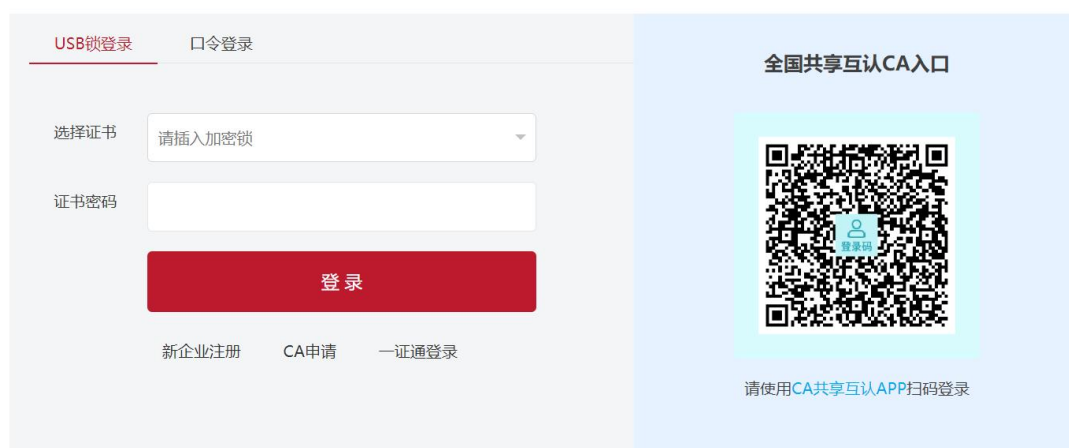 USB锁登录 口令登录
选择证书 请插入加密锁
证书密码
登录
新企业注册 CA申请 一证通登录
全国共享互认CA入口
登录码
请使用CA共享互认APP扫码登录